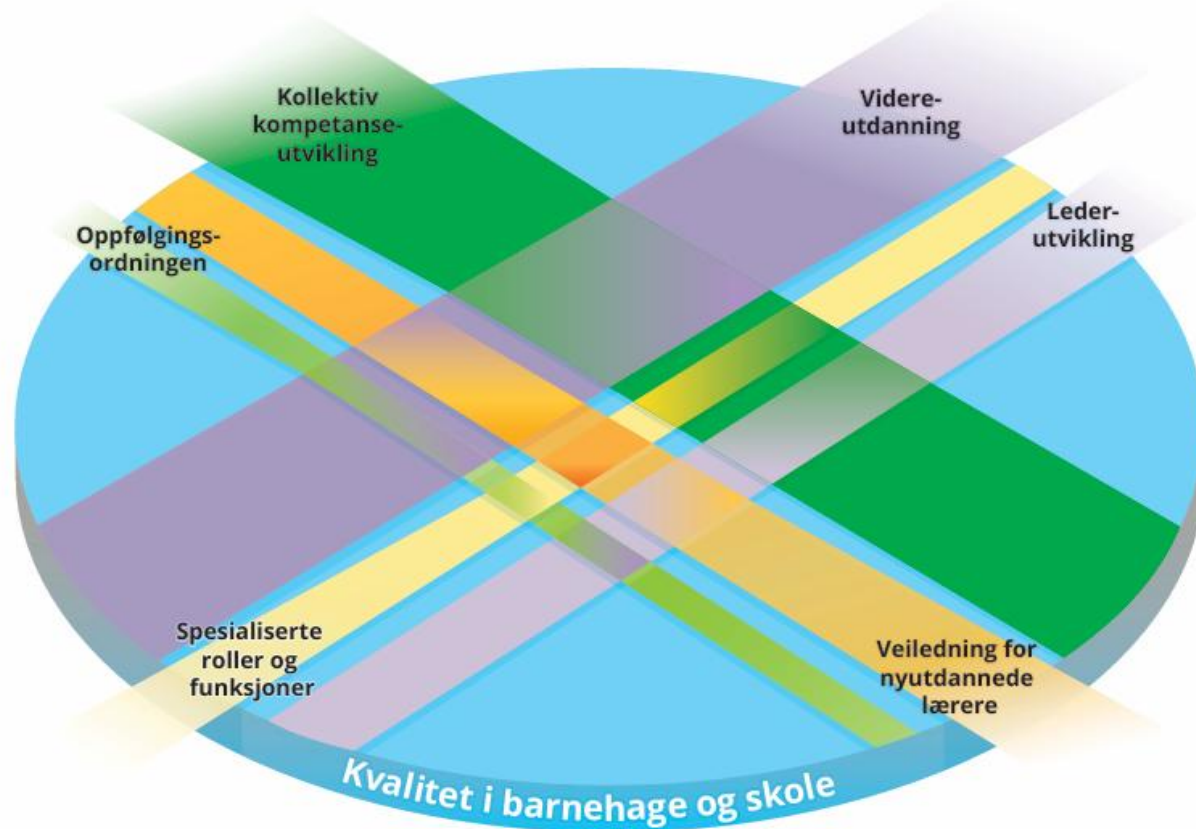 Kollektiv
kompetanse-
utvikling
Videre-
utdanning
Oppfølgings-
ordningen
Leder-
utvikling
Spesialiserte
roller og
funksjoner
Veiledning for
nyutdannede
lærere
Kvalitet i barnehage og skole